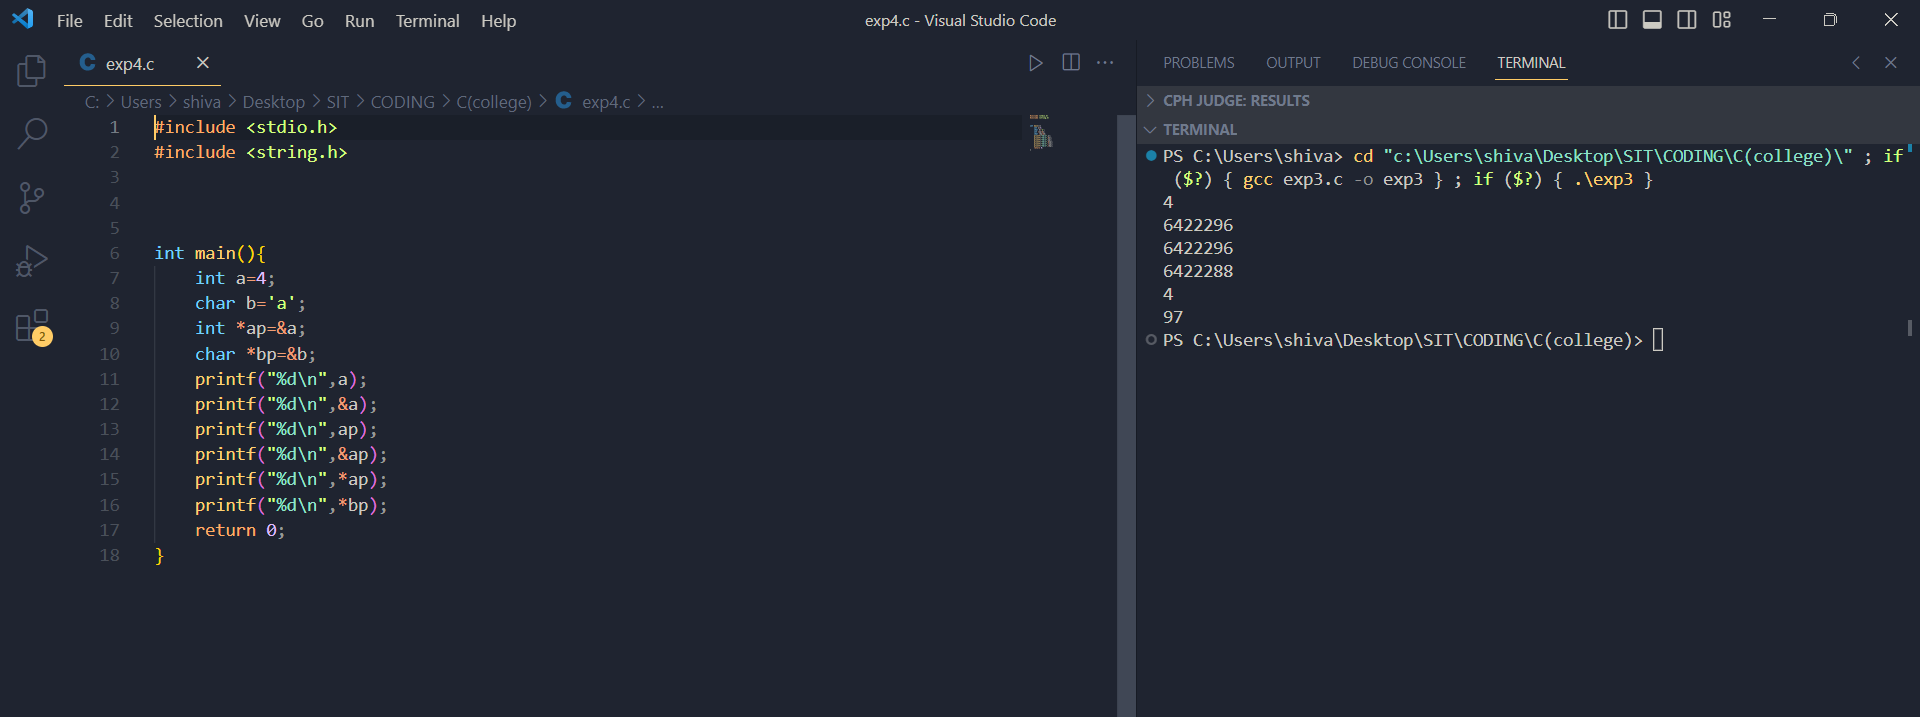 File Edit Selection View Go Run Terminal Help
exp4.c - Visual Studio Code
C exp4.c
C: > Users > shiva > Desktop > SIT > CODING > C(college) > C exp4.c > ...
1 #include <stdio.h>
2 #include <string.h>
3
4
5
6 int main(){
7 int a=4;
8 char b='a';
9 int *ap=&a;
10 char *bp=&b;
11 printf("%d\n",a);
12 printf("%d\n",&a);
13 printf("%d\n",ap);
14 printf("%d\n",&ap);
15 printf("%d\n",*ap);
16 printf("%d\n",*bp);
17 return 0;
18 }
2
PROBLEMS OUTPUT DEBUG CONSOLE TERMINAL
CPH JUDGE: RESULTS
TERMINAL
PS C:\Users\shiva> cd "c:\Users\shiva\Desktop\SIT\CODING\C(college)\" ; if
($?) { gcc exp3.c -o exp3 } ; if ($?) { .\exp3 }
4
6422296
6422296
6422288
4
97
PS C:\Users\shiva\Desktop\SIT\CODING\C(college)>